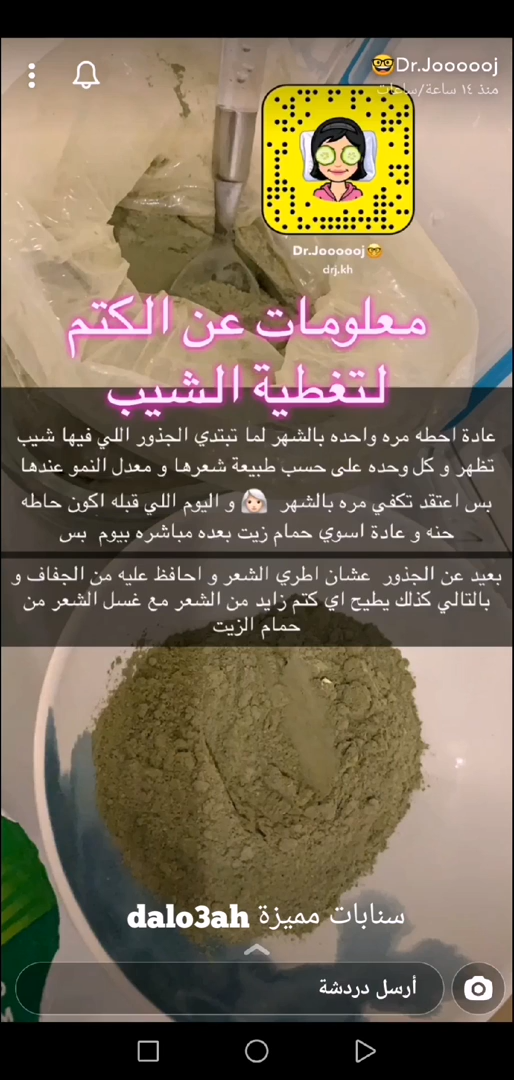 Dr.Joooooj🤓
منذ ١٤ ساعة/ساعات
Dr.Joooooj🤓
drj.kh
معلومات عن الكتم
لتغطية الشيب
عادة احطه مره واحده بالشهر لما تبتدي الجذور اللي فيها شيب
تظهر و كل وحده على حسب طبيعة شعرها و معدل النمو عندها
بس اعتقد تكفي مره بالشهر 👩🏻‍🦳 و اليوم اللي قبله اكون حاطه
حنه و عادة اسوي حمام زيت بعده مباشره بيوم بس
بعيد عن الجذور عشان اطري الشعر و احافظ عليه من الجفاف و
بالتالي كذلك يطيح اي كتم زايد من الشعر مع غسل الشعر من
حمام الزيت
سنابات مميزة dalo3ah
أرسل دردشة